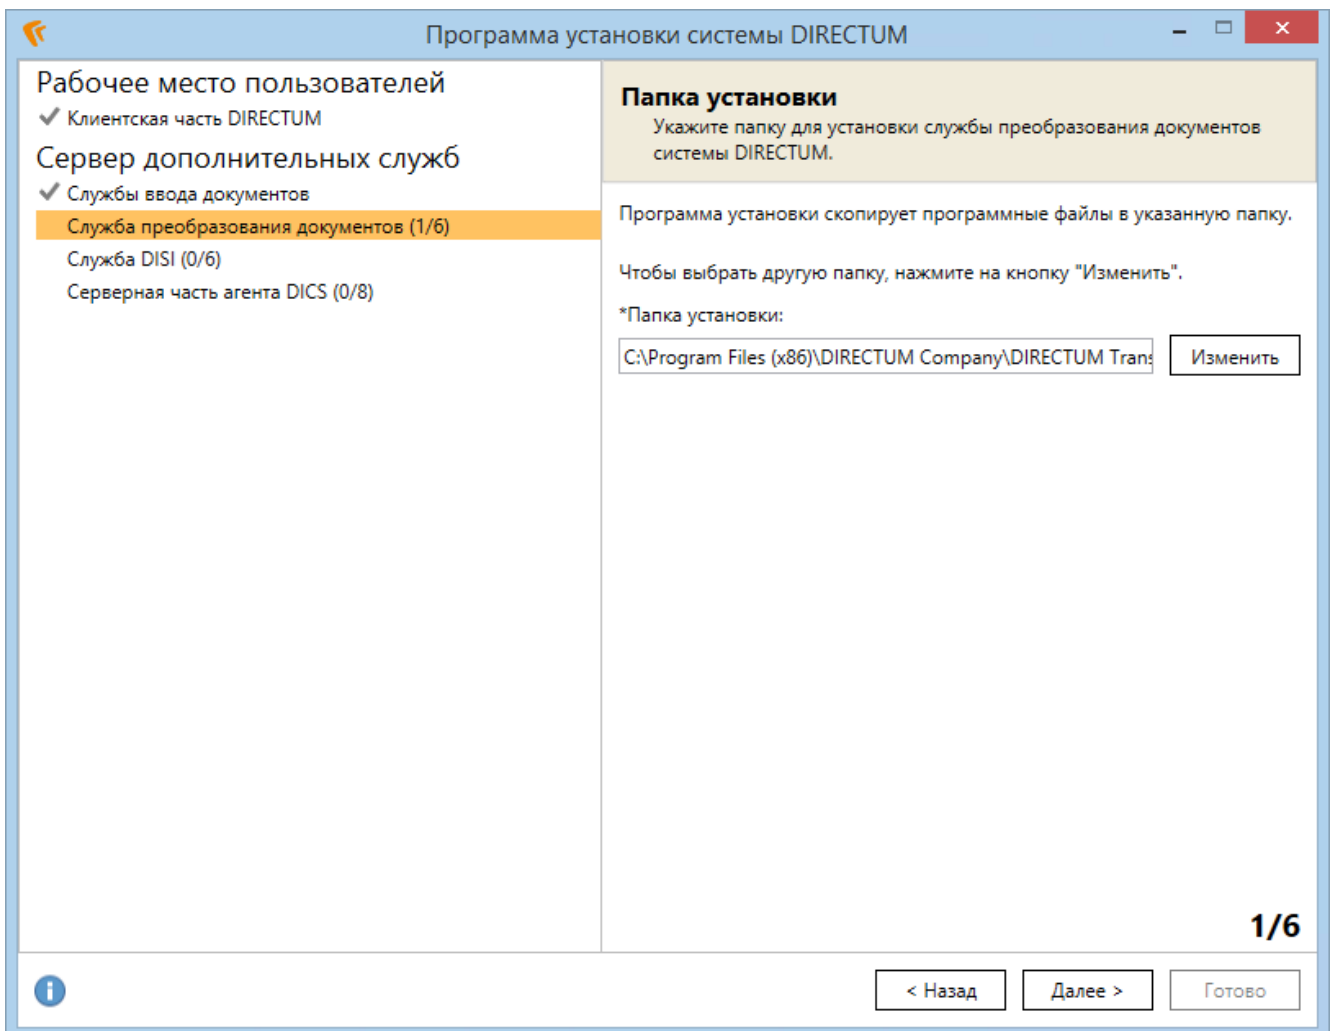 Программа установки системы DIRECTUM
Рабочее место пользователей
Клиентская часть DIRECTUM
Сервер дополнительных служб
Службы ввода документов
Служба преобразования документов (1/6)
Служба DISI (0/6)
Серверная часть агента DICS (0/8)
Папка установки
Укажите папку для установки службы преобразования документов
системы DIRECTUM.
Программа установки скопирует программные файлы в указанную папку.
Чтобы выбрать другую папку, нажмите на кнопку "Изменить".
*Папка установки:
C:\Program Files (x86)\DIRECTUM Company\DIRECTUM Trans
Изменить
1/6
< Назад
Далее >
Готово